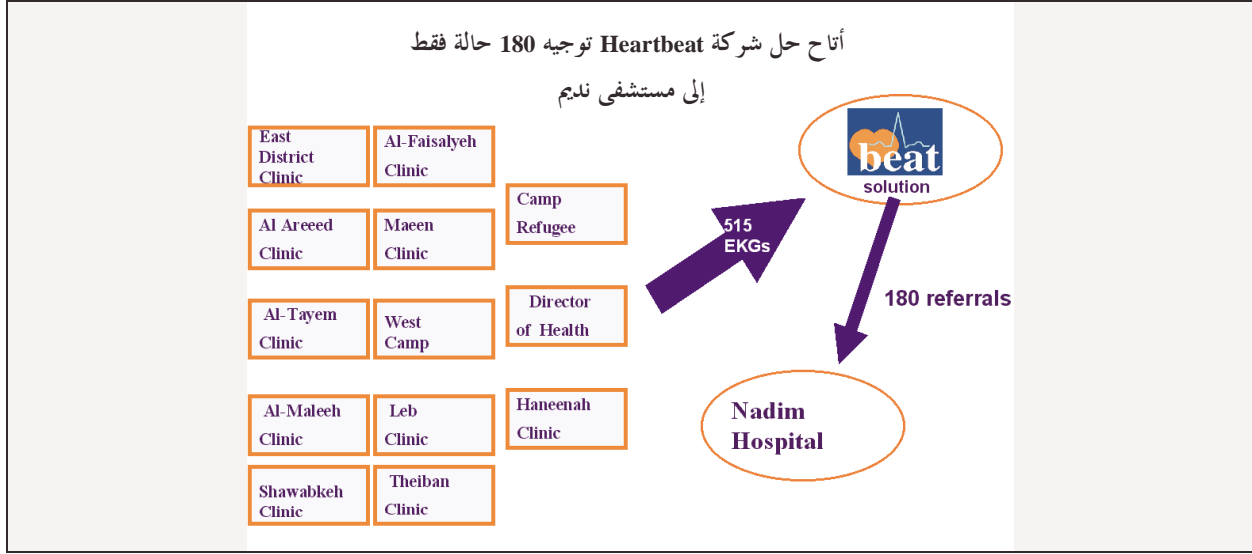 أتاح حل شركة Heartbeat توجيه 180 حالة فقط
إلى مستشفى نديم
East
District
Clinic
Al-Faisalyeh
Clinic
Camp
Refugee
Al Areeed
Clinic
Maeen
Clinic
Director
of Health
Al-Tayem
Clinic
West
Camp
Al-Maleeh
Clinic
Leb
Clinic
Haneenah
Clinic
Shawabkeh
Clinic
Theiban
Clinic
515
EKGs
beat
solution
180 referrals
Nadim
Hospital